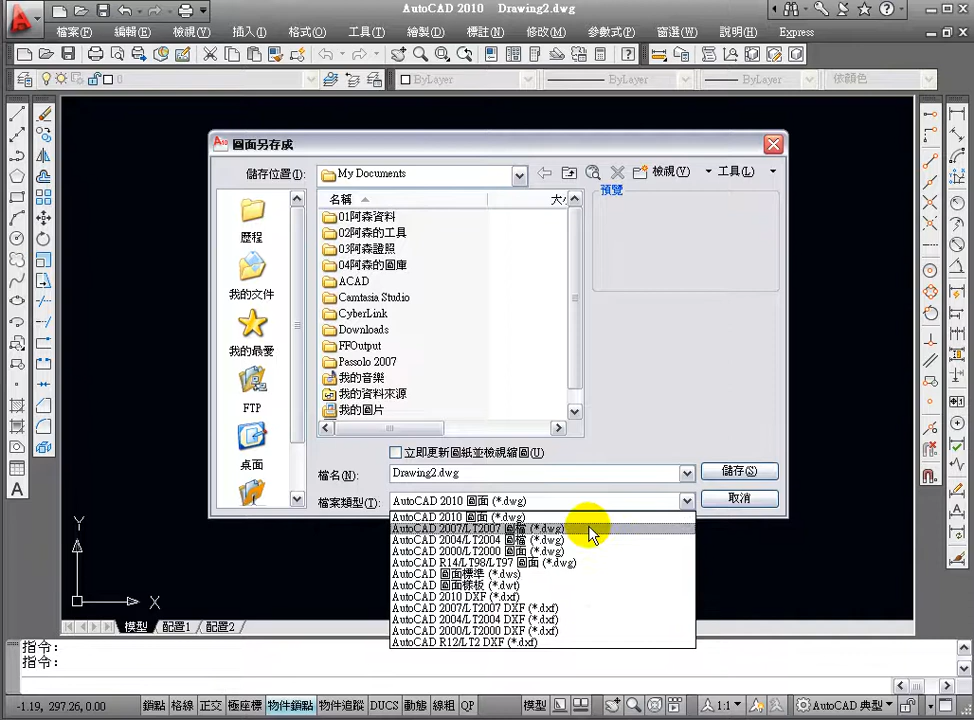 AutoCAD 2010 Drawing2.dwg
檔案(F) 編輯(E) 檢視(V) 插入(I) 格式(O) 工具(T) 繪製(D) 標註(N) 修改(M) 參數式(P) 窗選(W) 說明(H) Express
0 ByLayer ByLayer ByLayer 依顏色
圖面另存成
儲存位置(I): My Documents 檢視(V) 工具(L)
名稱 大小
預覽
歷程
我的文件
我的最愛
FTP
桌面
01阿森資料
02阿森的工具
03阿森證照
04阿森的圖庫
ACAD
Camtasia Studio
CyberLink
Downloads
FFOutput
Passolo 2007
我的音樂
我的資料來源
我的圖片
立即更新圖紙並檢視縮圖(U)
檔名(N): Drawing2.dwg 儲存(S)
檔案類型(T): AutoCAD 2010 圖面 (*.dwg) 取消
AutoCAD 2010 圖面 (*.dwg)
AutoCAD 2007/LT2007 圖檔 (*.dwg)
AutoCAD 2004/LT2004 圖檔 (*.dwg)
AutoCAD 2000/LT2000 圖面 (*.dwg)
AutoCAD R14/LT98/LT97 圖面 (*.dwg)
AutoCAD 圖面標準 (*.dws)
AutoCAD 圖面樣板 (*.dwt)
AutoCAD 2010 DXF (*.dxf)
AutoCAD 2007/LT2007 DXF (*.dxf)
AutoCAD 2004/LT2004 DXF (*.dxf)
AutoCAD 2000/LT2000 DXF (*.dxf)
AutoCAD R12/LT2 DXF (*.dxf)
Y
X
模型 配置1 配置2
指令:
指令:
-1.19, 297.26, 0.00 鎖點 格線 正交 極座標 物件鎖點 物件追蹤 DUCS 動態 線粗 QP 模型 1:1 AutoCAD 典型